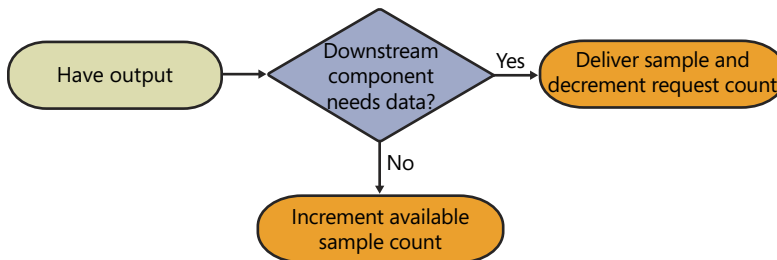 Have output
Downstream
component
needs data?
Yes
Deliver sample and
decrement request count
No
Increment available
sample count